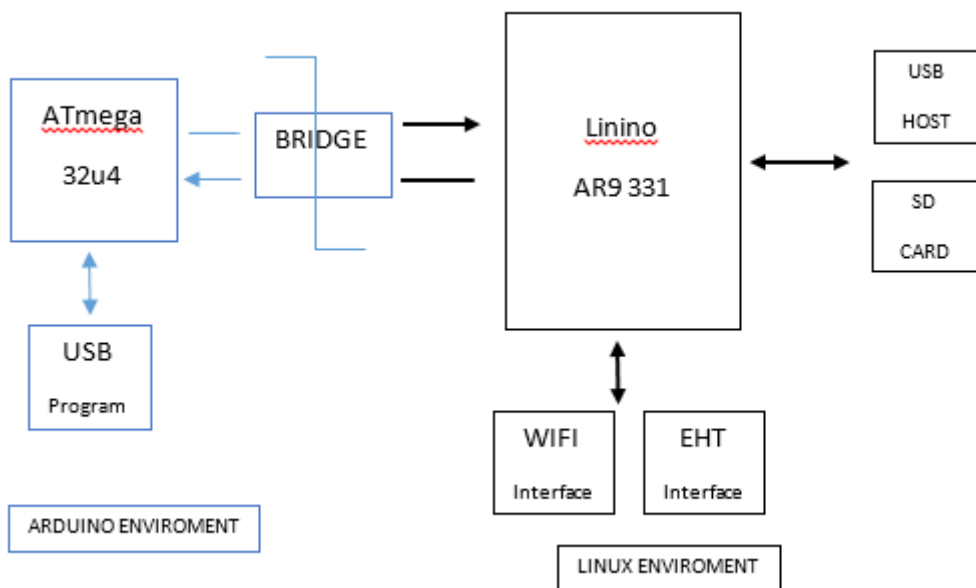 ATmega
32u4
BRIDGE
Linino
AR9 331
USB
HOST
SD
CARD
USB
Program
WIFI
Interface
EHT
Interface
ARDUINO ENVIROMENT
LINUX ENVIROMENT